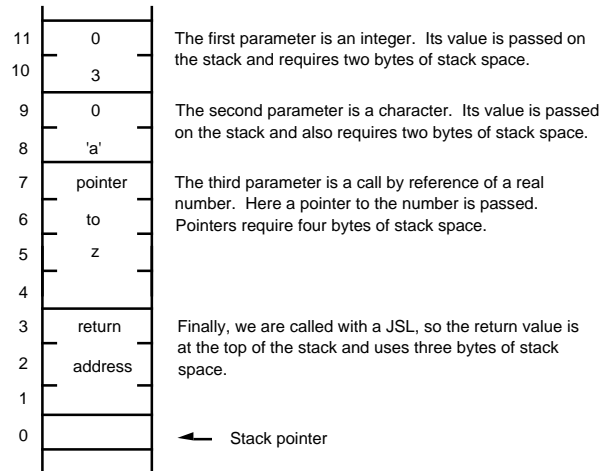 11 0 The first parameter is an integer. Its value is passed on
10 3 the stack and requires two bytes of stack space.
9 0 The second parameter is a character. Its value is passed
8 'a' on the stack and also requires two bytes of stack space.
7 pointer The third parameter is a call by reference of a real
6 to number. Here a pointer to the number is passed.
5 z Pointers require four bytes of stack space.
4
3 return Finally, we are called with a JSL, so the return value is
2 address at the top of the stack and uses three bytes of stack
space.
1
0 Stack pointer